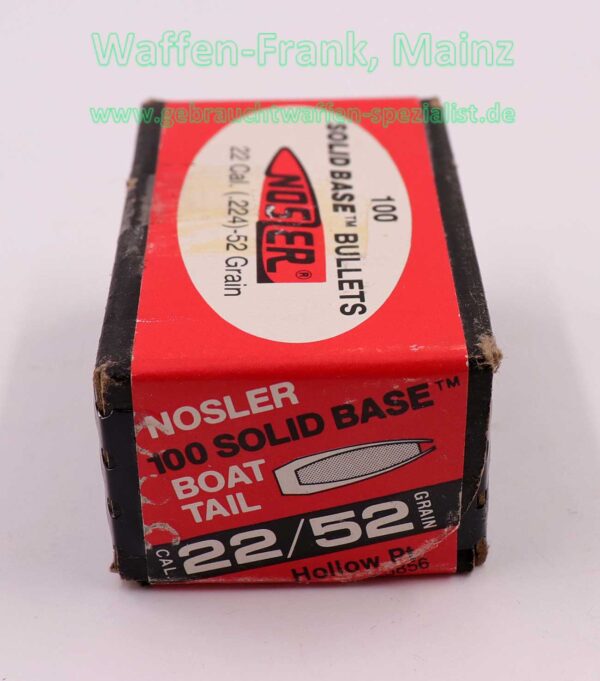 Waffen-Frank, Mainz
www.gebrauchtwaffen-spezialist.de
100
SOLID BASE™ BULLETS
NOSLER®
22 Cal. (.224)-52 Grain
NOSLER
100 SOLID BASE™
BOAT
TAIL
CAL. 22/52 GRAIN
Hollow Pt.